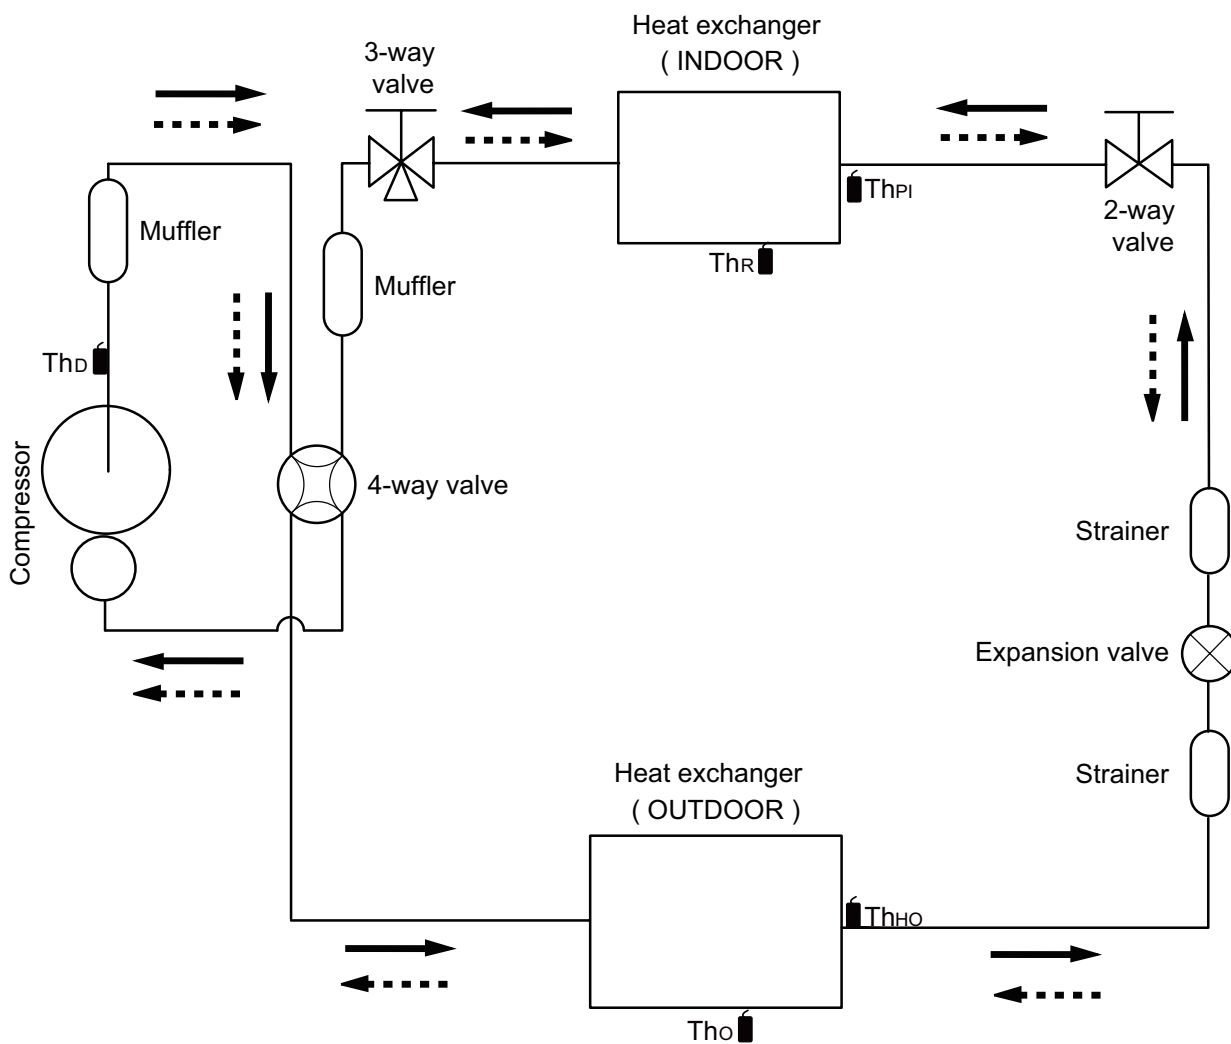 Heat exchanger
( INDOOR )
3-way
valve
Muffler
ThPI
2-way
valve
ThR
Muffler
ThD
Compressor
4-way valve
Strainer
Expansion valve
Strainer
Heat exchanger
( OUTDOOR )
ThHO
ThO